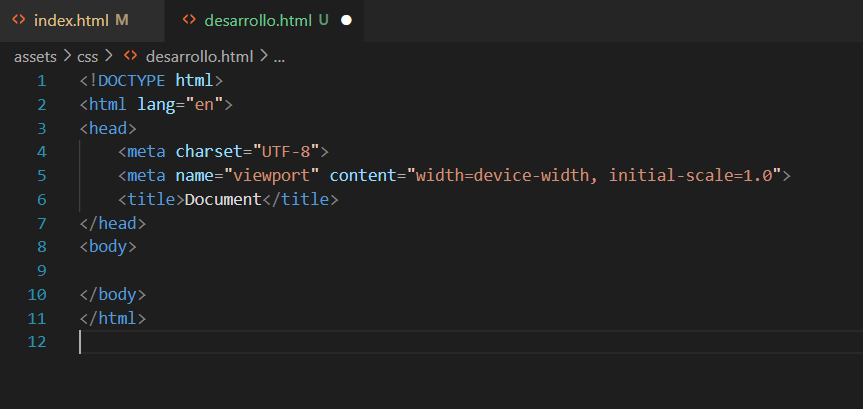 index.html M desarrollo.html U
assets > css > desarrollo.html > ...
1 <!DOCTYPE html>
2 <html lang="en">
3 <head>
4     <meta charset="UTF-8">
5     <meta name="viewport" content="width=device-width, initial-scale=1.0">
6     <title>Document</title>
7 </head>
8 <body>
9
10 </body>
11 </html>
12